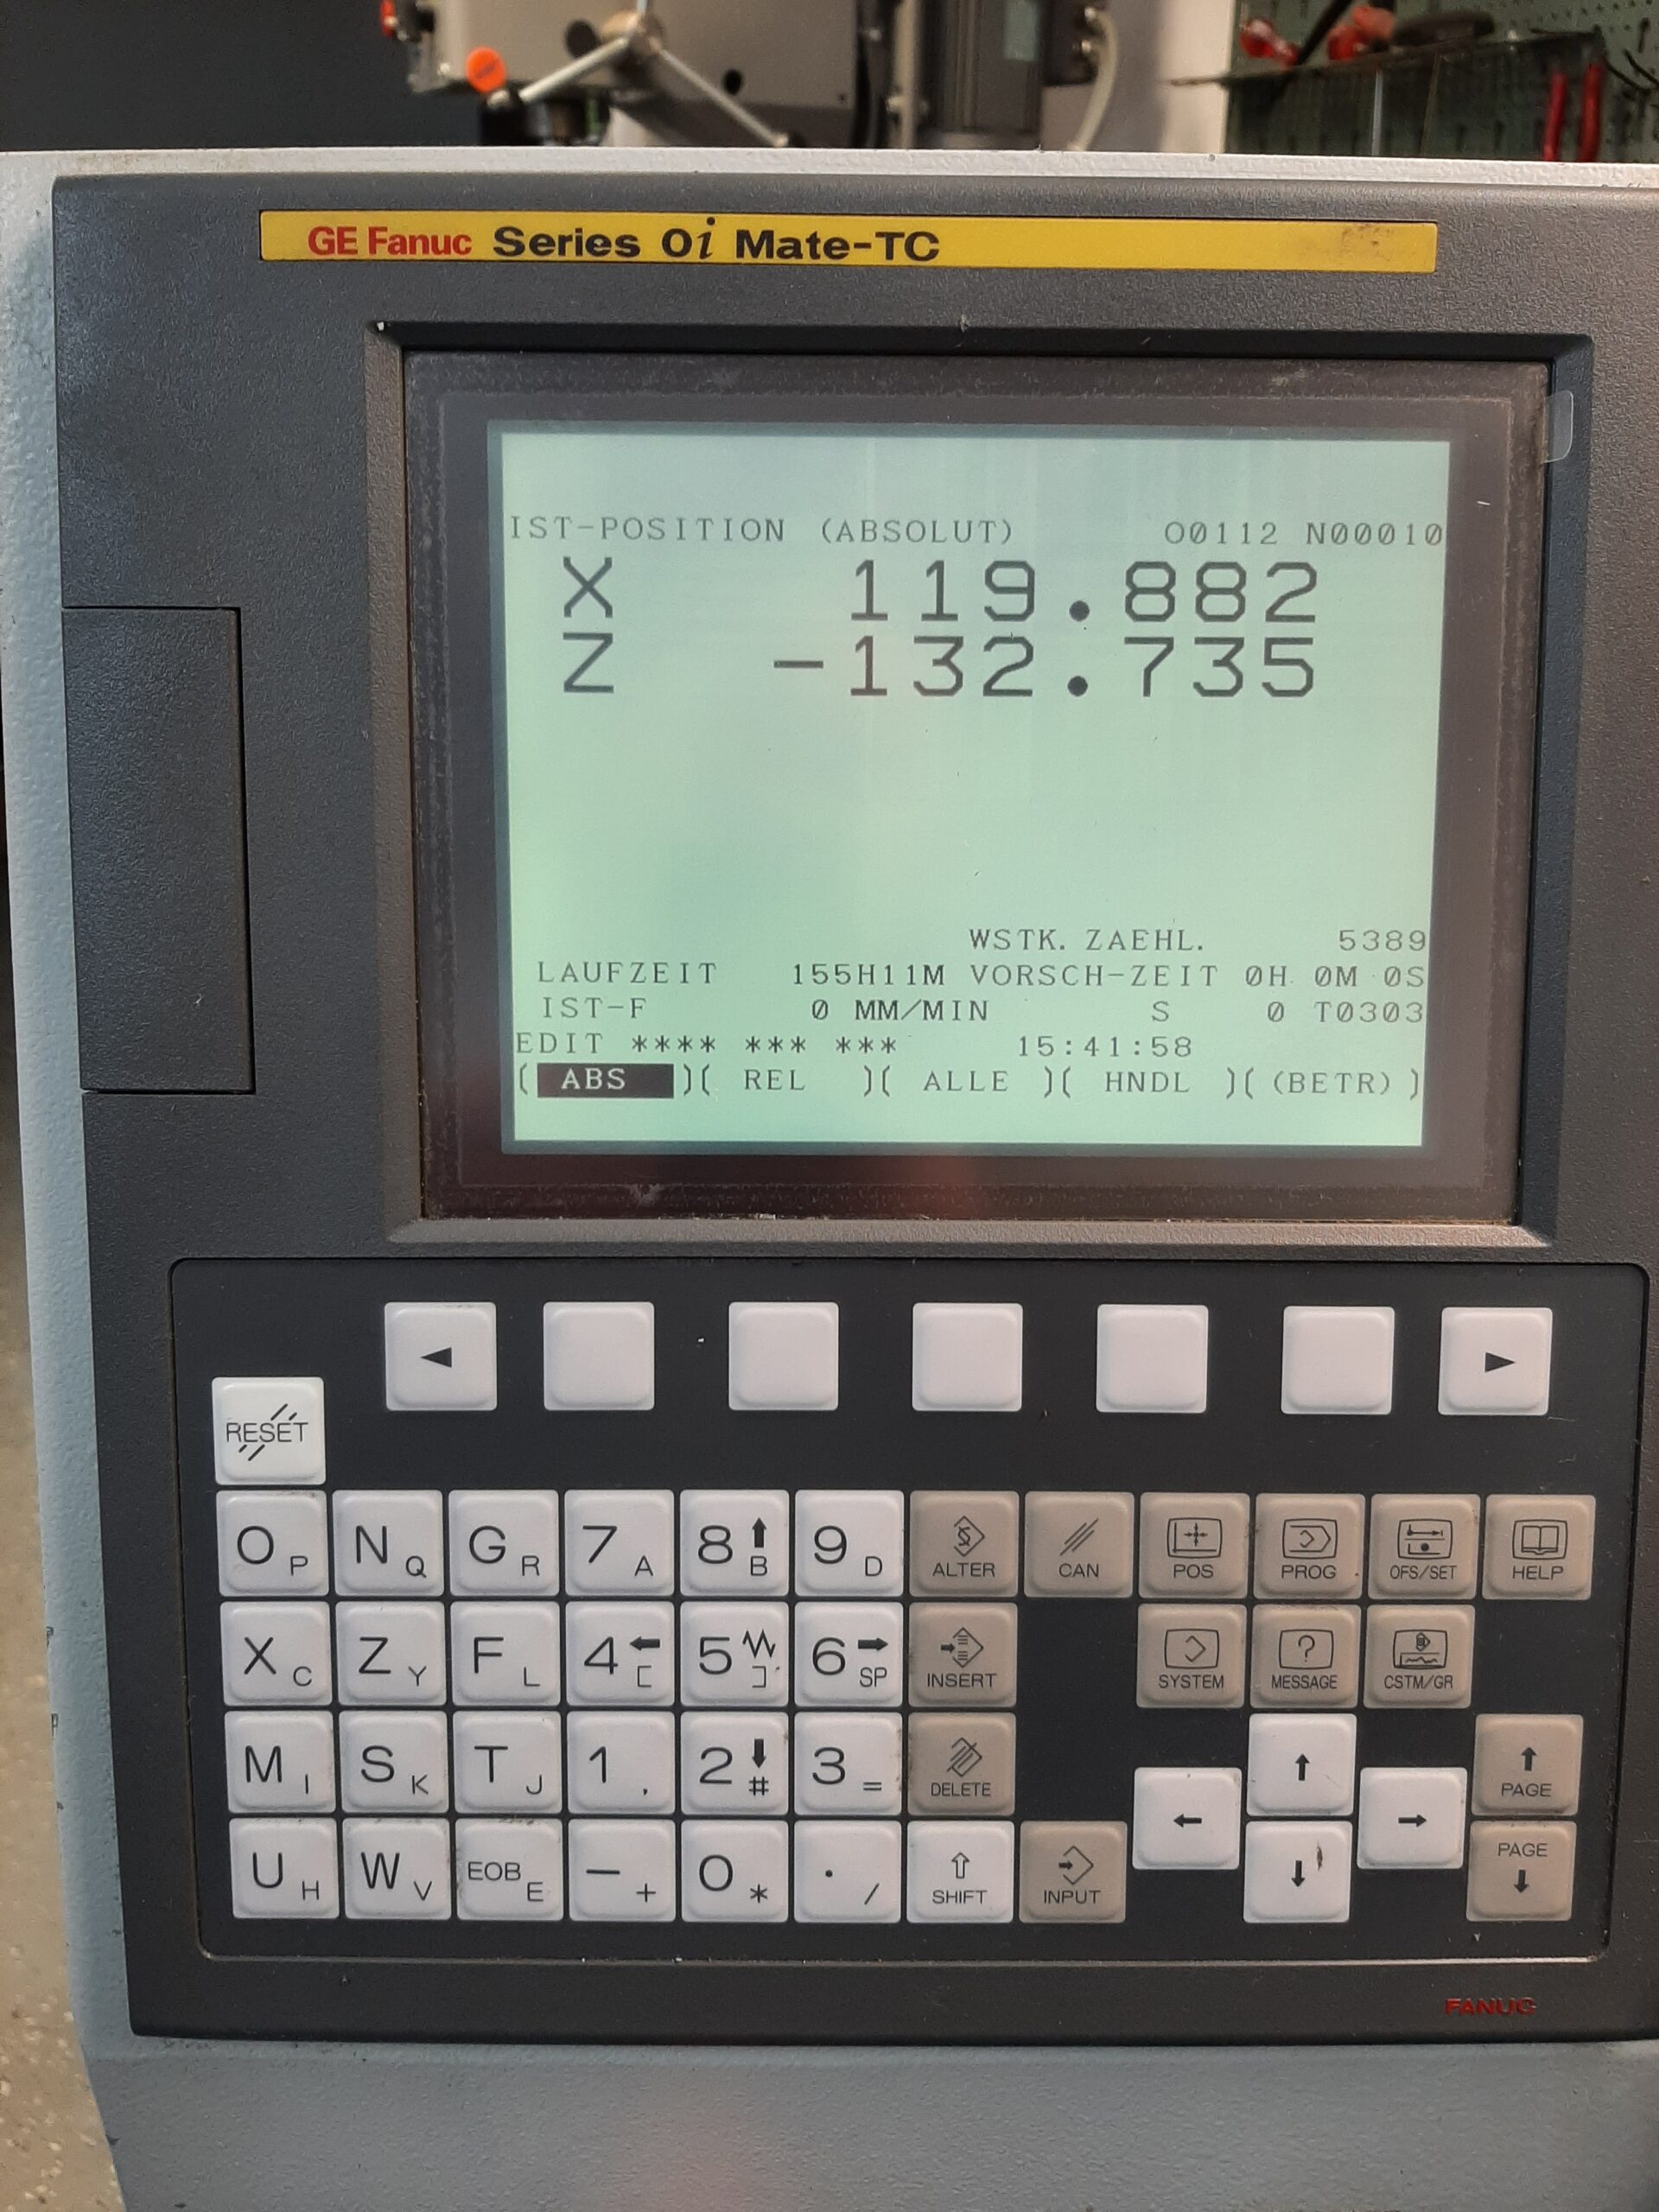 GE Fanuc Series 0i Mate-TC
IST-POSITION (ABSOLUT) O0112 N00010
X 119.882
Z -132.735
WSTK. ZAEHL. 5389
LAUFZEIT 155H11M VORSCH-ZEIT 0H 0M 0S
IST-F 0 MM/MIN S 0 T0303
EDIT **** *** *** 15:41:58
( ABS )( REL )( ALLE )( HNDL )( (BETR) )
◄ ►
RESET
O P N Q G R 7 A 8 ↑ B 9 D ALTER CAN POS PROG OFS/SET HELP
X C Z Y F L 4 ← [ 5 ] 6 → SP INSERT SYSTEM MESSAGE CSTM/GR
M I S K T J 1 , 2 ↓ # 3 = DELETE ↑ ↑ PAGE
U H W V EOB E - + 0 * . / SHIFT INPUT ← ↓ → PAGE ↓
FANUC